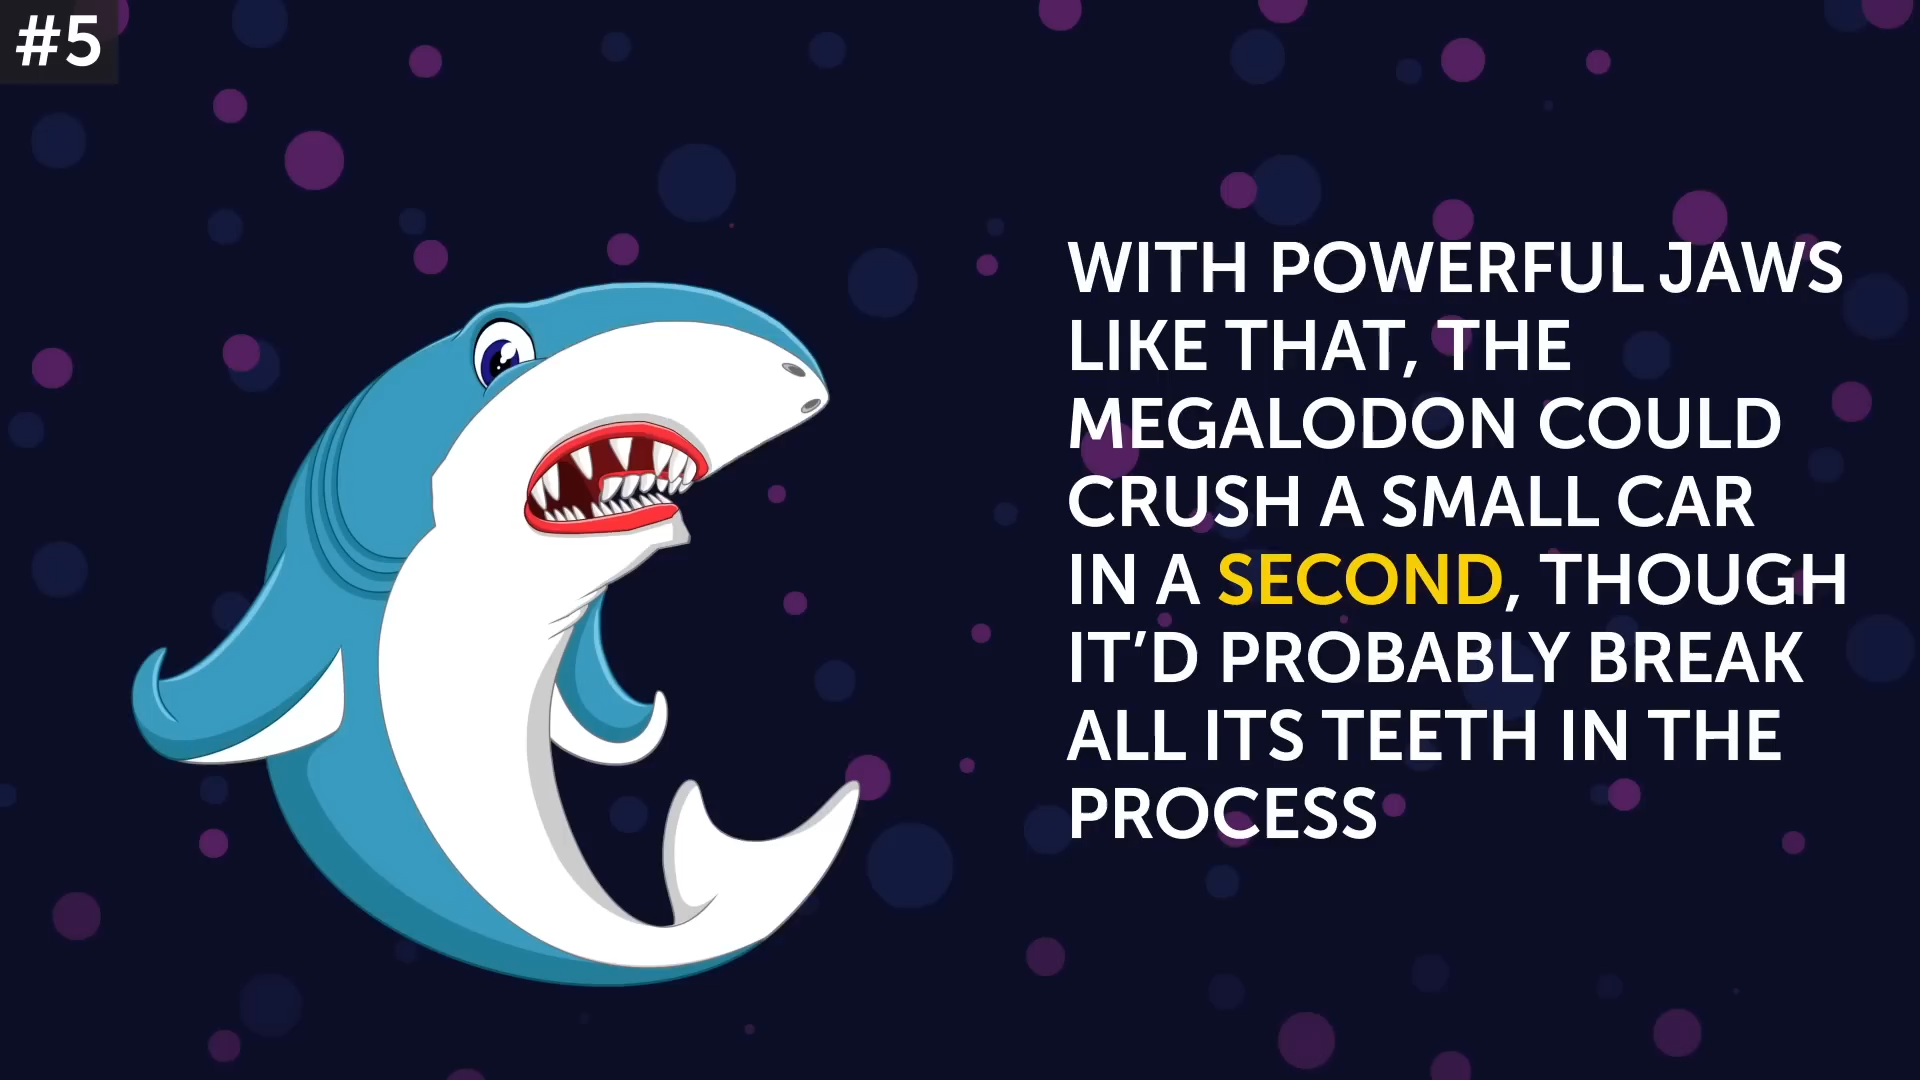 #5
WITH POWERFUL JAWS
LIKE THAT, THE
MEGALODON COULD
CRUSH A SMALL CAR
IN A SECOND, THOUGH
IT’D PROBABLY BREAK
ALL ITS TEETH IN THE
PROCESS